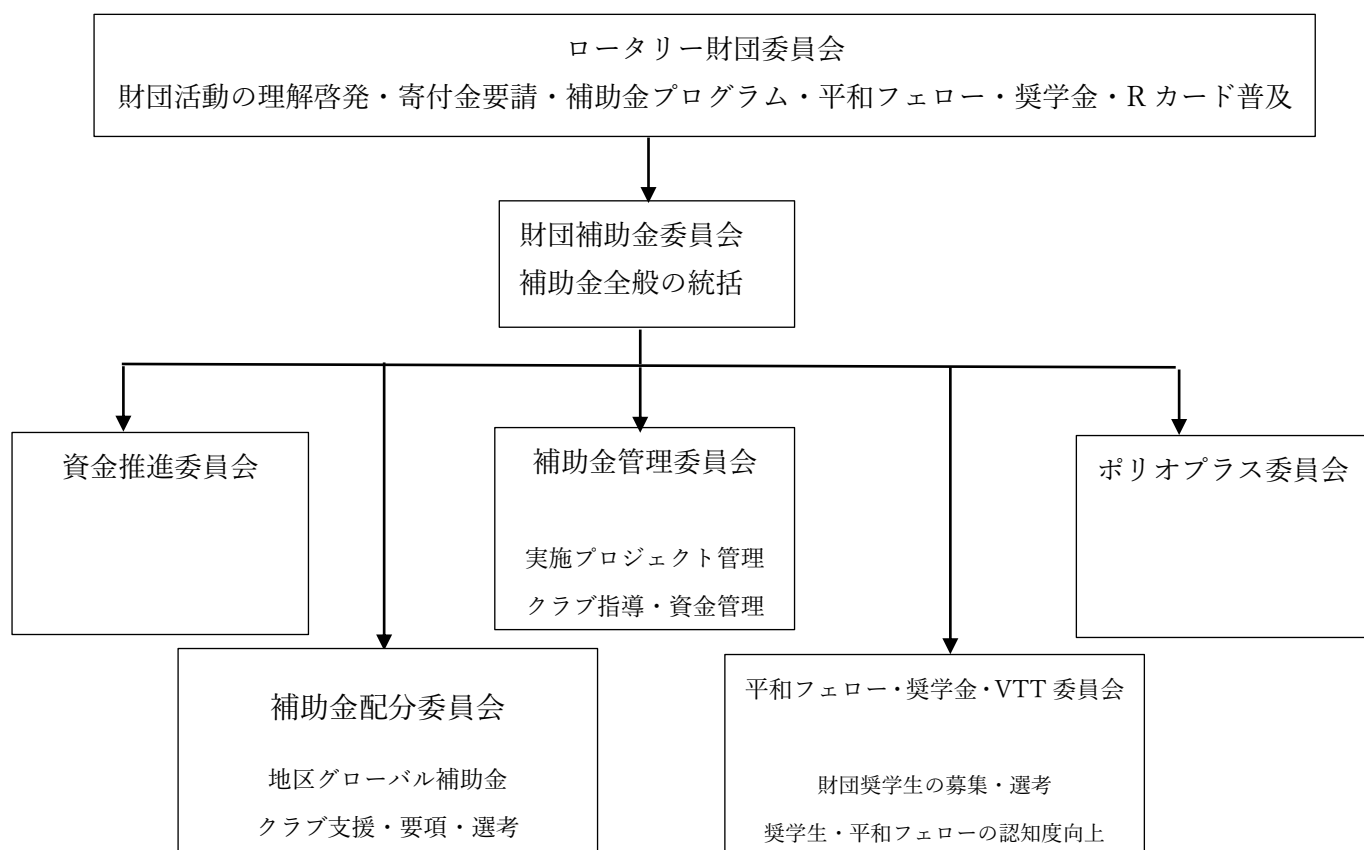 ロータリー財団委員会
財団活動の理解啓発・寄付金要請・補助金プログラム・平和フェロー・奨学金・R カード普及
財団補助金委員会
補助金全般の統括
資金推進委員会
補助金管理委員会
実施プロジェクト管理
クラブ指導・資金管理
ポリオプラス委員会
補助金配分委員会
地区グローバル補助金
クラブ支援・要項・選考
平和フェロー・奨学金・VTT 委員会
財団奨学生の募集・選考
奨学生・平和フェローの認知度向上